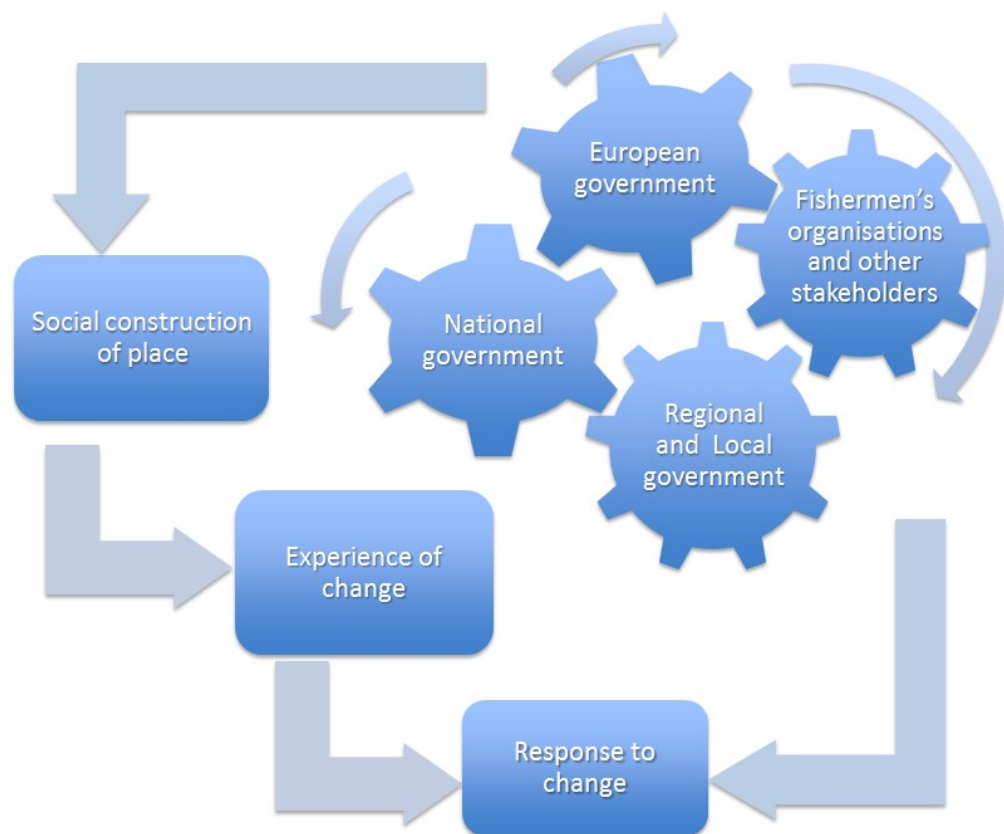 European
government
Fishermen's
organisations
and other
stakeholders
National
government
Social construction
of place
Regional
and Local
government
Experience of
change
Response to
change